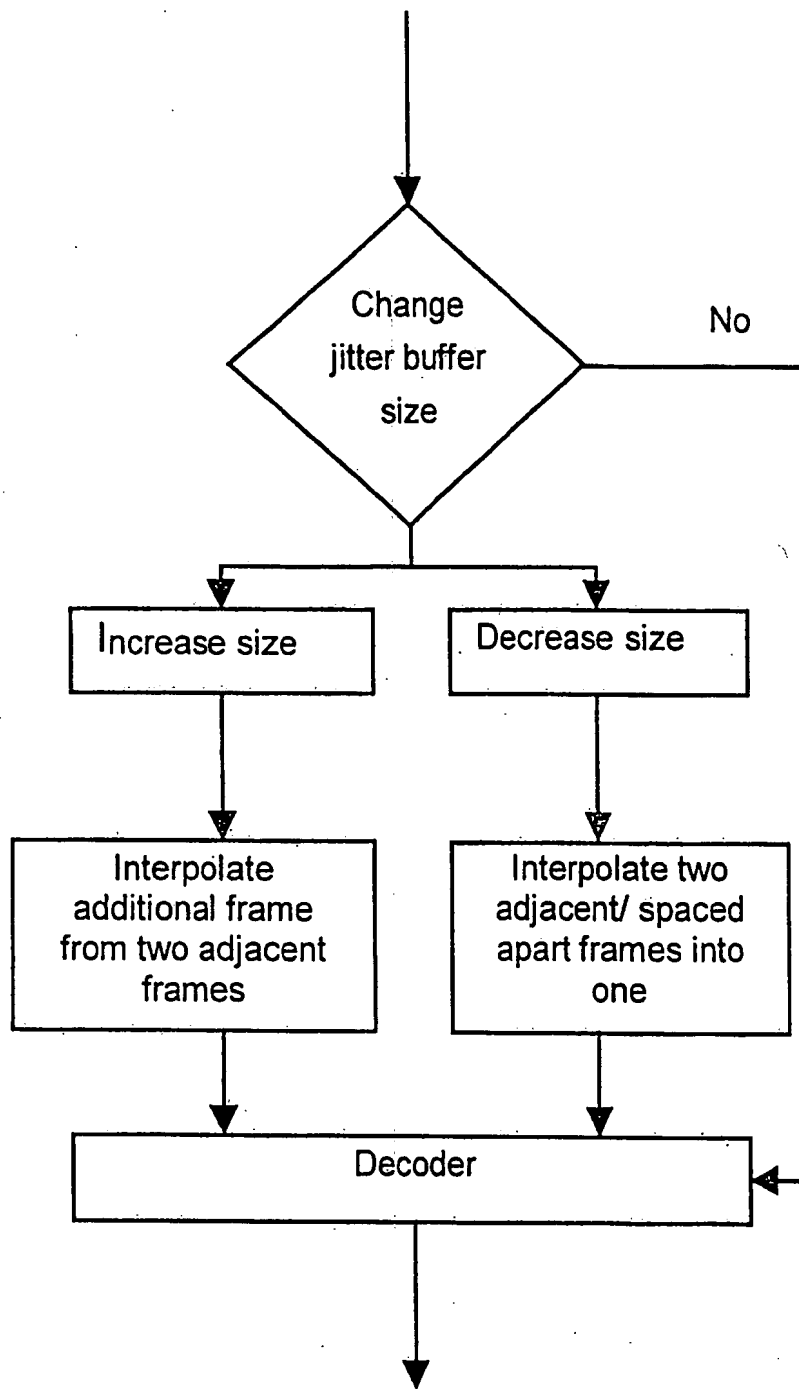 Change
jitter buffer
size
No
Increase size
Decrease size
Interpolate
additional frame
from two adjacent
frames
Interpolate two
adjacent/ spaced
apart frames into
one
Decoder